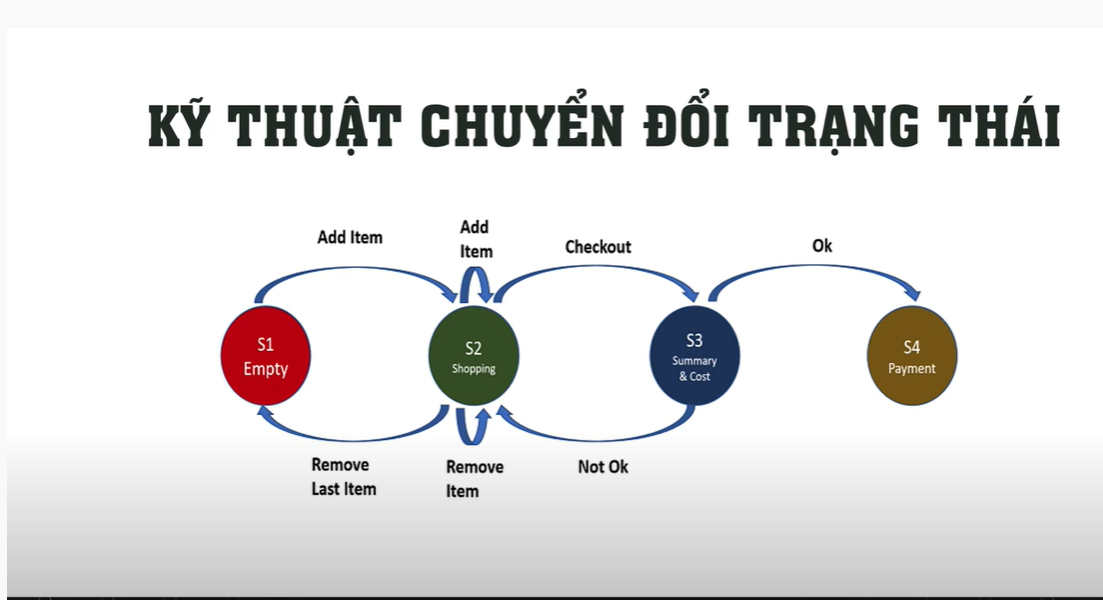 KỸ THUẬT CHUYỂN ĐỔI TRẠNG THÁI
Add Item
Add
Item
Checkout
Ok
S1
Empty
S2
Shopping
S3
Summary
& Cost
S4
Payment
Remove
Last Item
Remove
Item
Not Ok